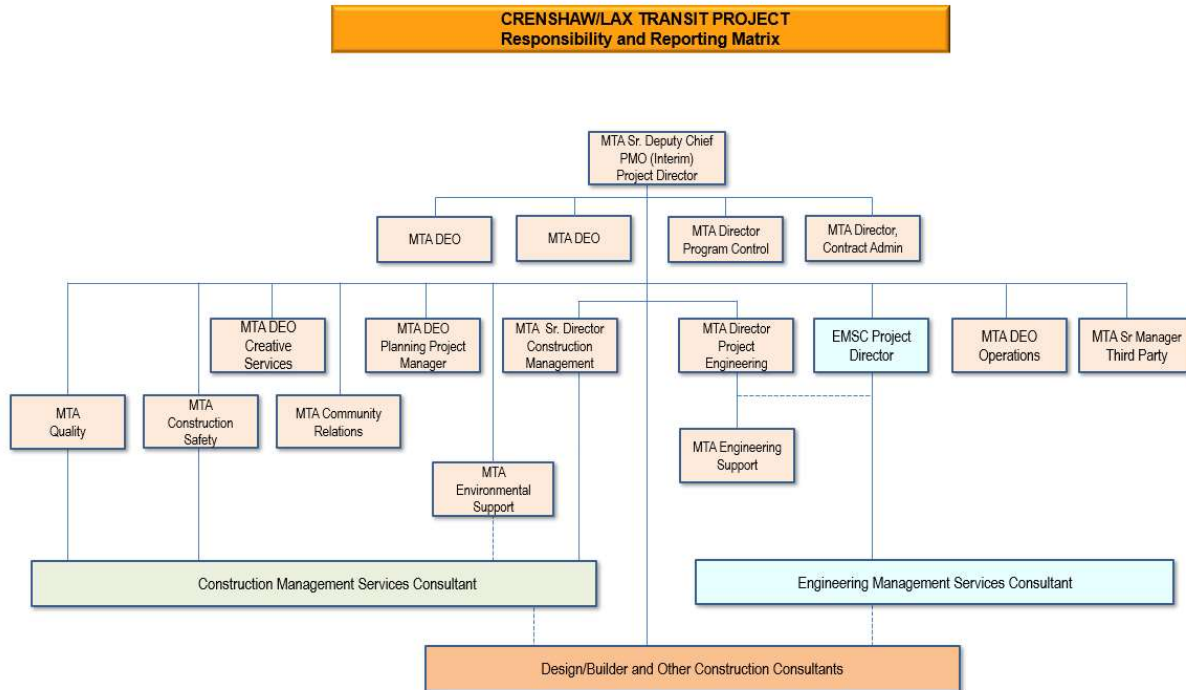 CRENSHAW/LAX TRANSIT PROJECT
Responsibility and Reporting Matrix
MTA Sr. Deputy Chief
PMO (Interim)
Project Director
MTA DEO
MTA DEO
MTA Director
Program Control
MTA Director,
Contract Admin
MTA DEO
Creative
Services
MTA DEO
Planning Project
Manager
MTA Sr. Director
Construction
Management
MTA Director
Project
Engineering
EMSC Project
Director
MTA DEO
Operations
MTA Sr Manager
Third Party
MTA
Quality
MTA
Construction
Safety
MTA Community
Relations
MTA Engineering
Support
MTA
Environmental
Support
Construction Management Services Consultant
Engineering Management Services Consultant
Design/Builder and Other Construction Consultants